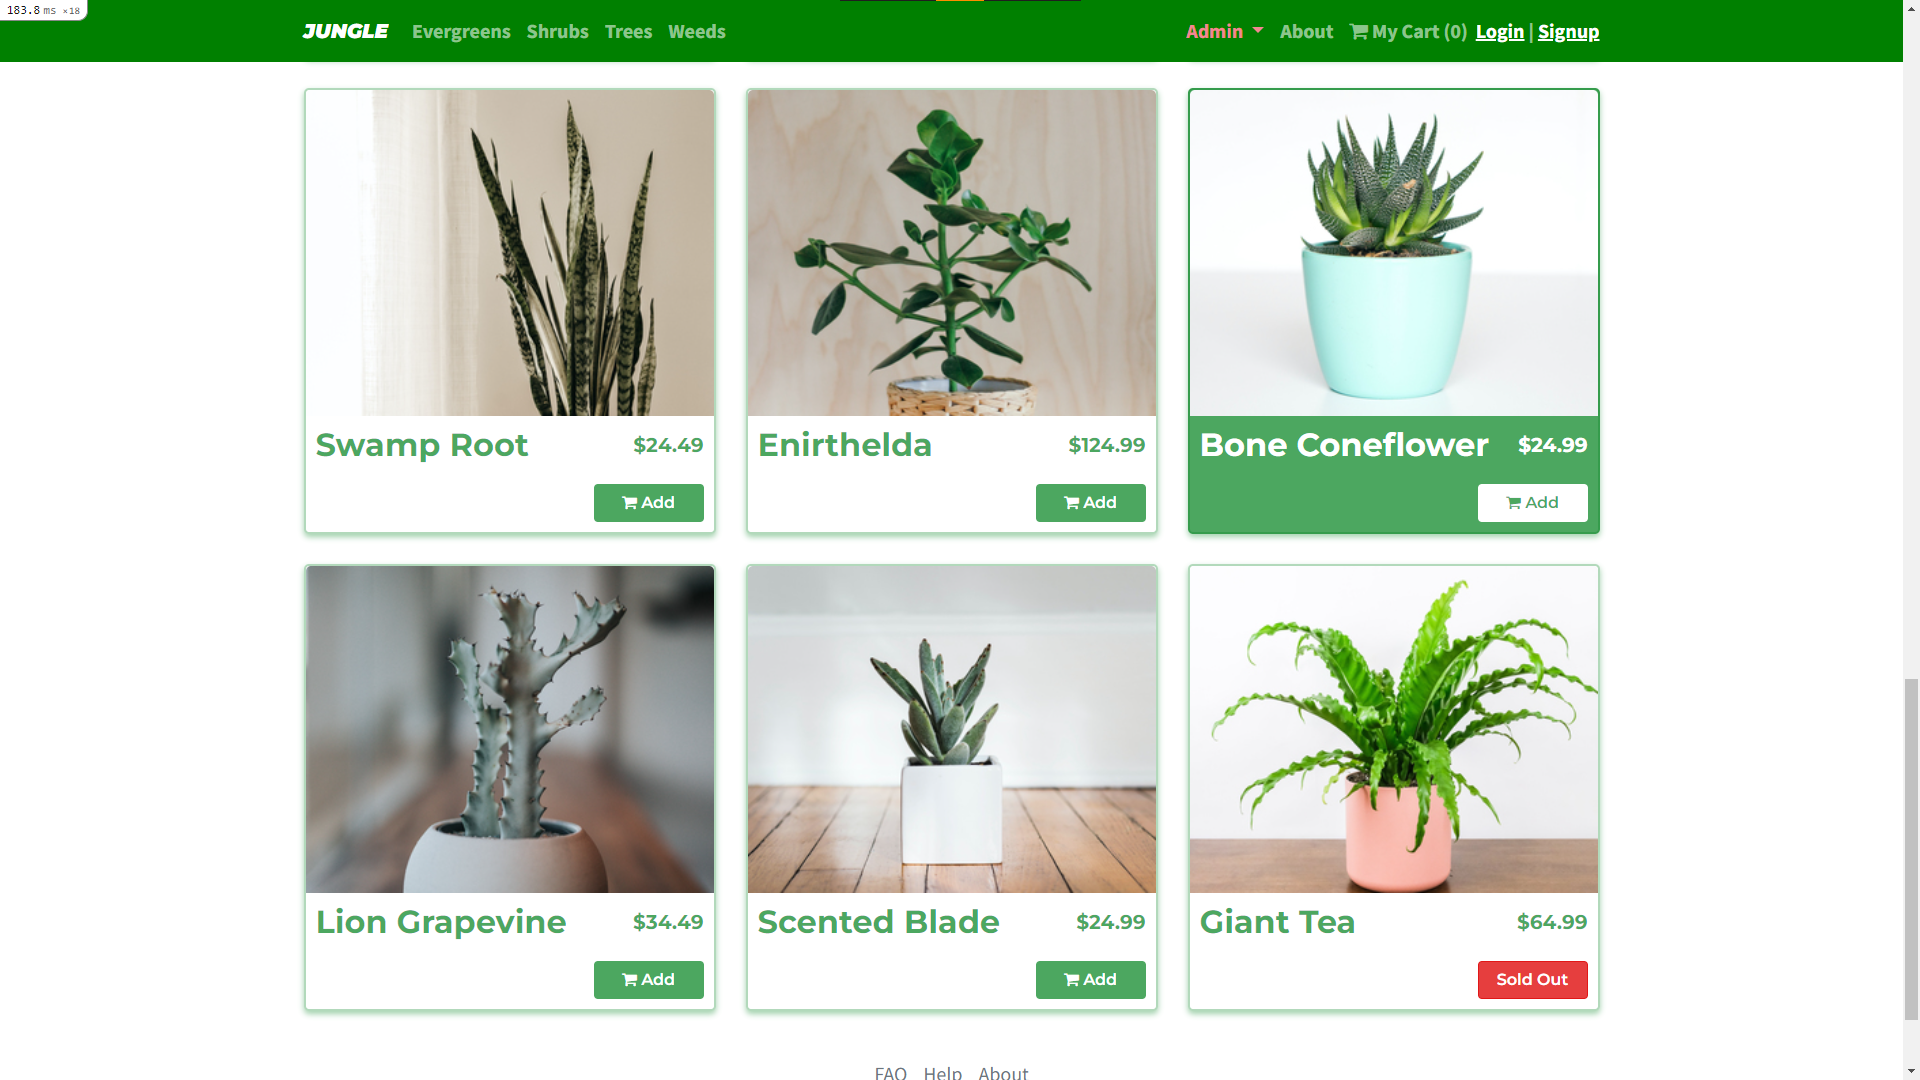 183.8 ms ×18
JUNGLE Evergreens Shrubs Trees Weeds Admin About My Cart (0) Login | Signup
Swamp Root $24.49
Add
Enirthelda $124.99
Add
Bone Coneflower $24.99
Add
Lion Grapevine $34.49
Add
Scented Blade $24.99
Add
Giant Tea $64.99
Sold Out
FAQ Help About